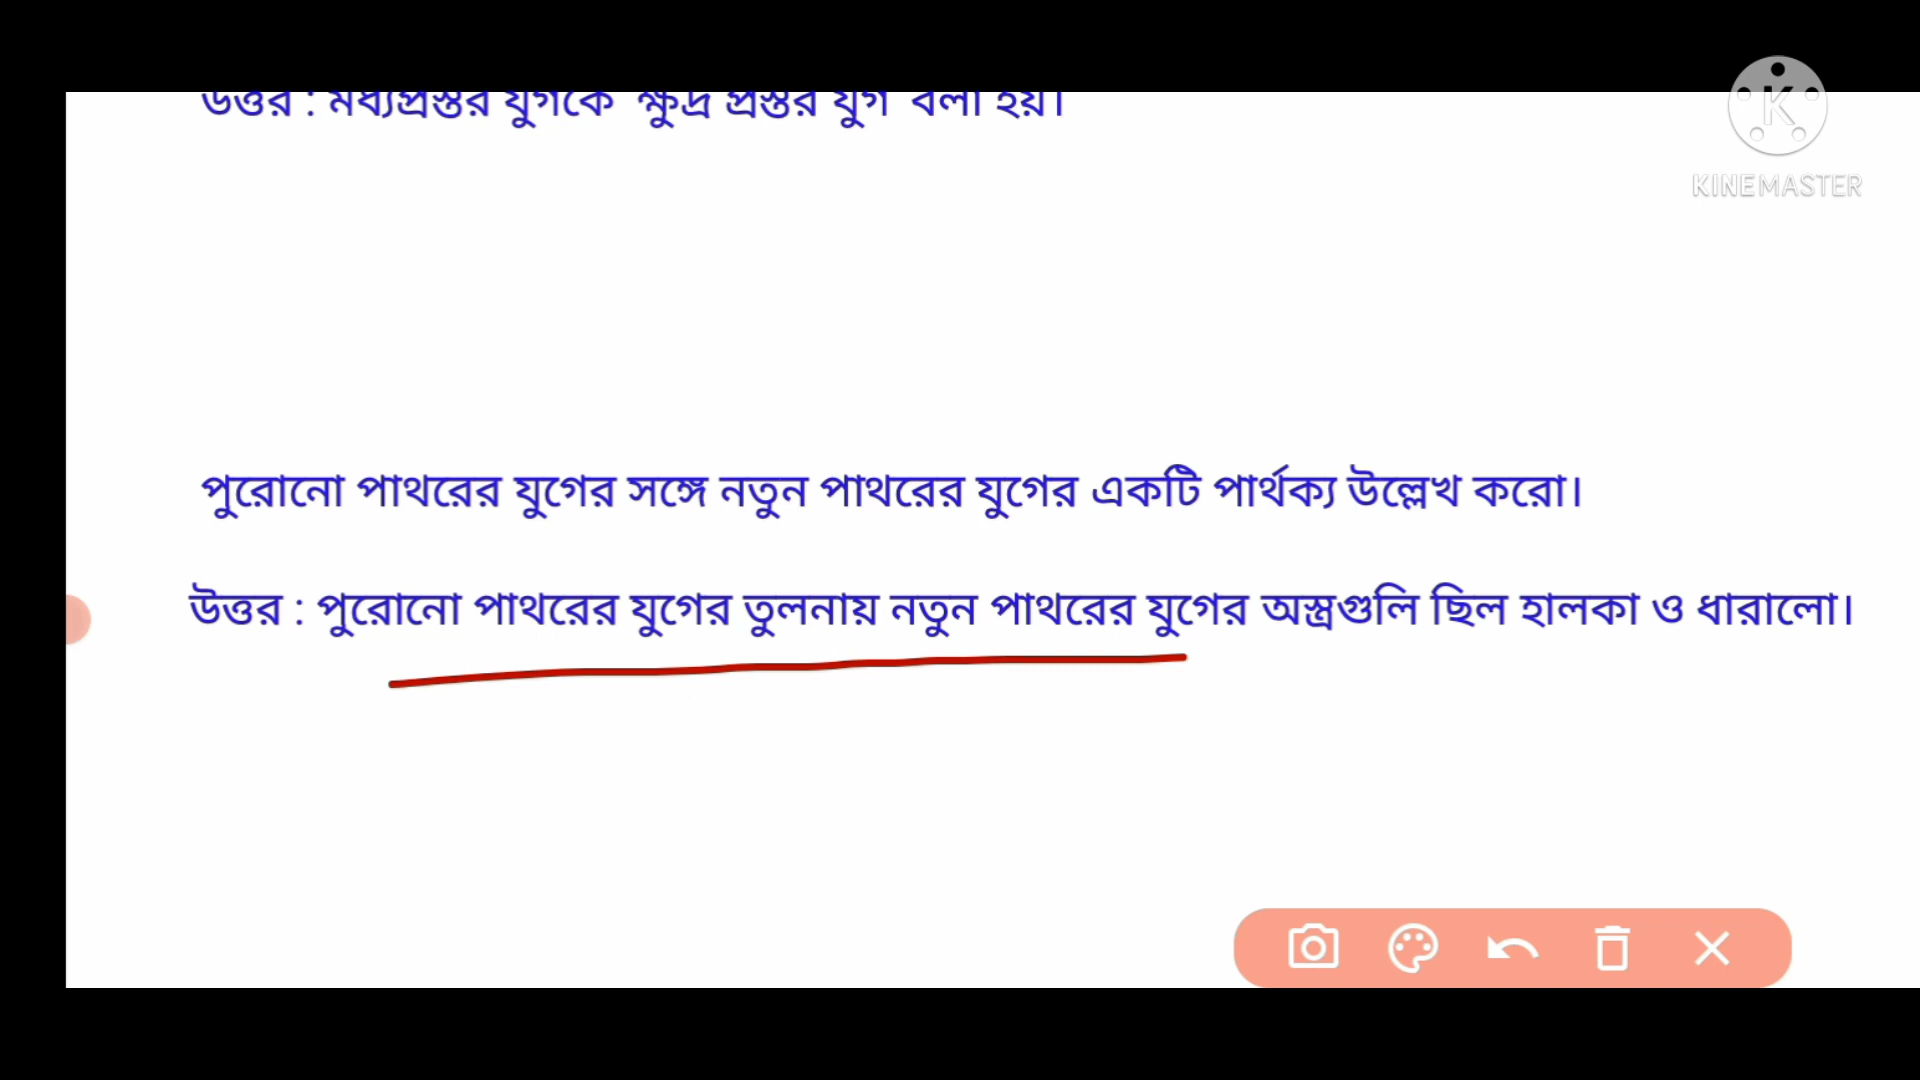 উত্তর : মধ্যপ্রস্তর যুগকে ক্ষুদ্র প্রস্তর যুগ বলা হয়।
K
KINEMASTER
পুরোনো পাথরের যুগের সঙ্গে নতুন পাথরের যুগের একটি পার্থক্য উল্লেখ করো।
উত্তর : পুরোনো পাথরের যুগের তুলনায় নতুন পাথরের যুগের অস্ত্রগুলি ছিল হালকা ও ধারালো।